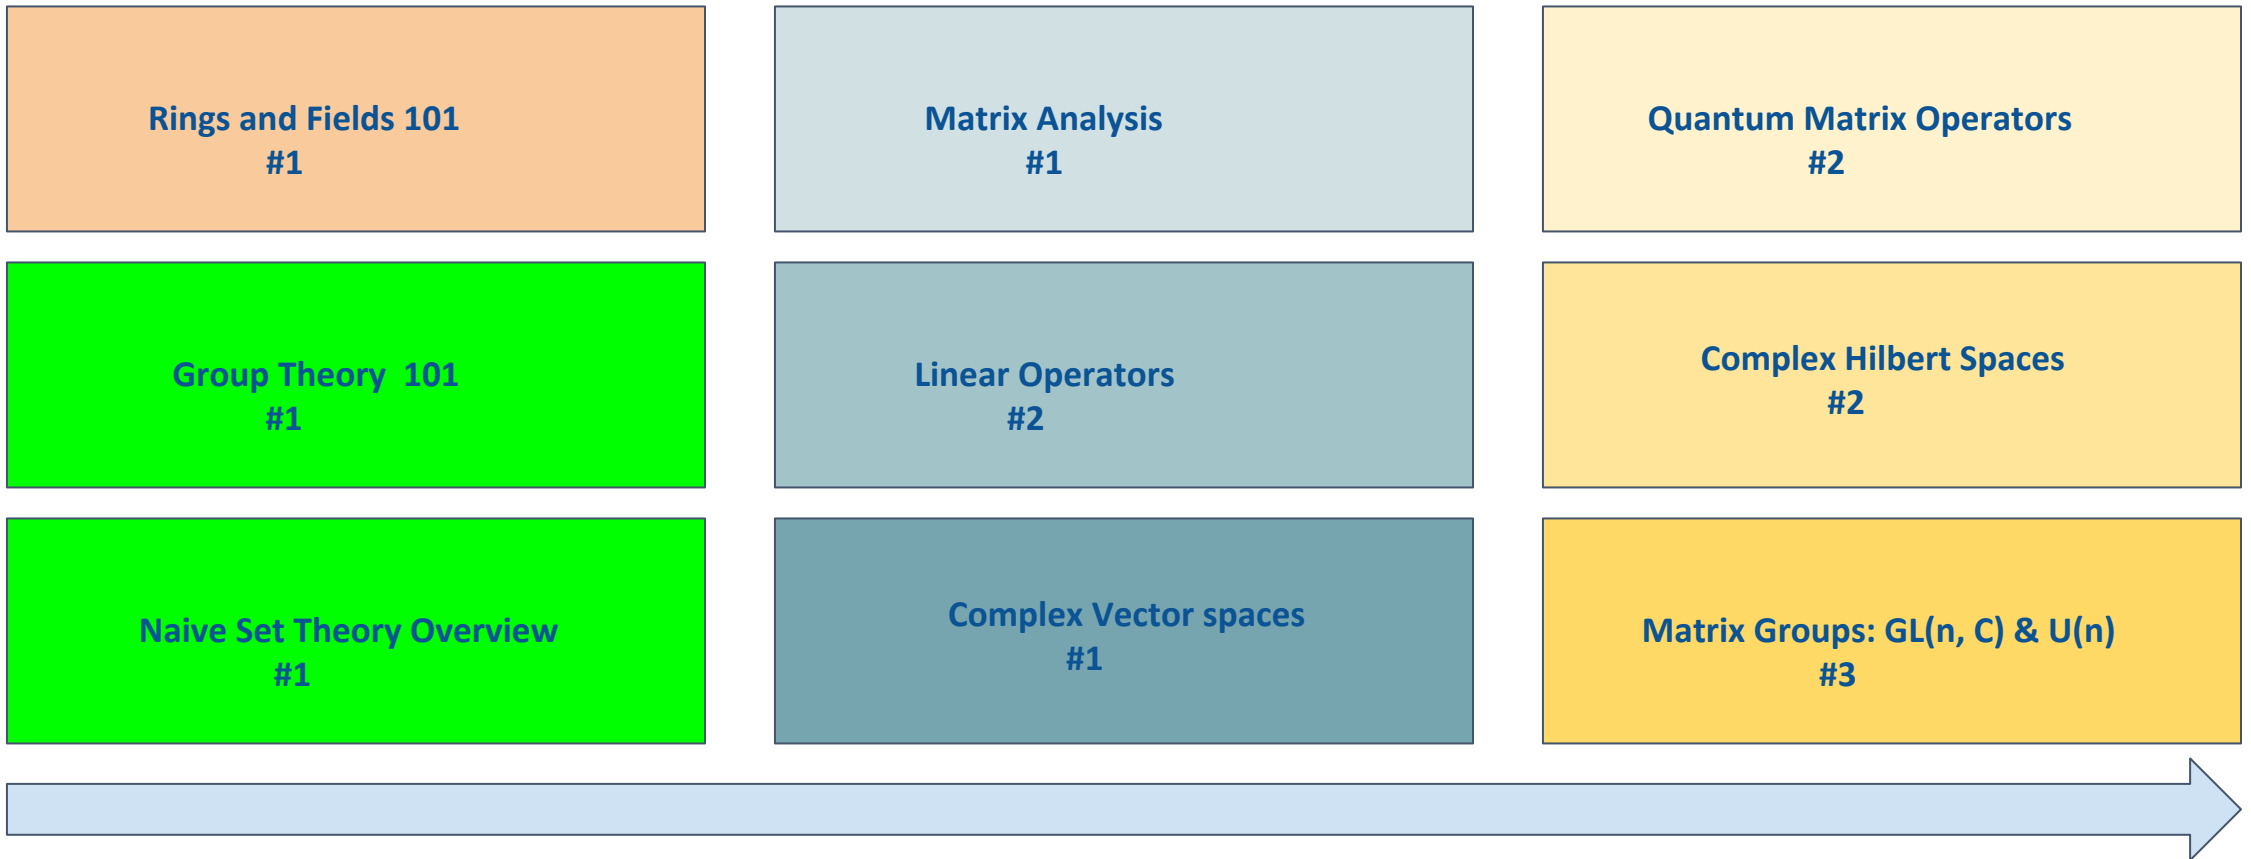 Rings and Fields 101
#1
Matrix Analysis
#1
Quantum Matrix Operators
#2
Group Theory  101
#1
Linear Operators
#2
Complex Hilbert Spaces
#2
Naive Set Theory Overview
#1
Complex Vector spaces
#1
Matrix Groups: GL(n, C) & U(n)
#3